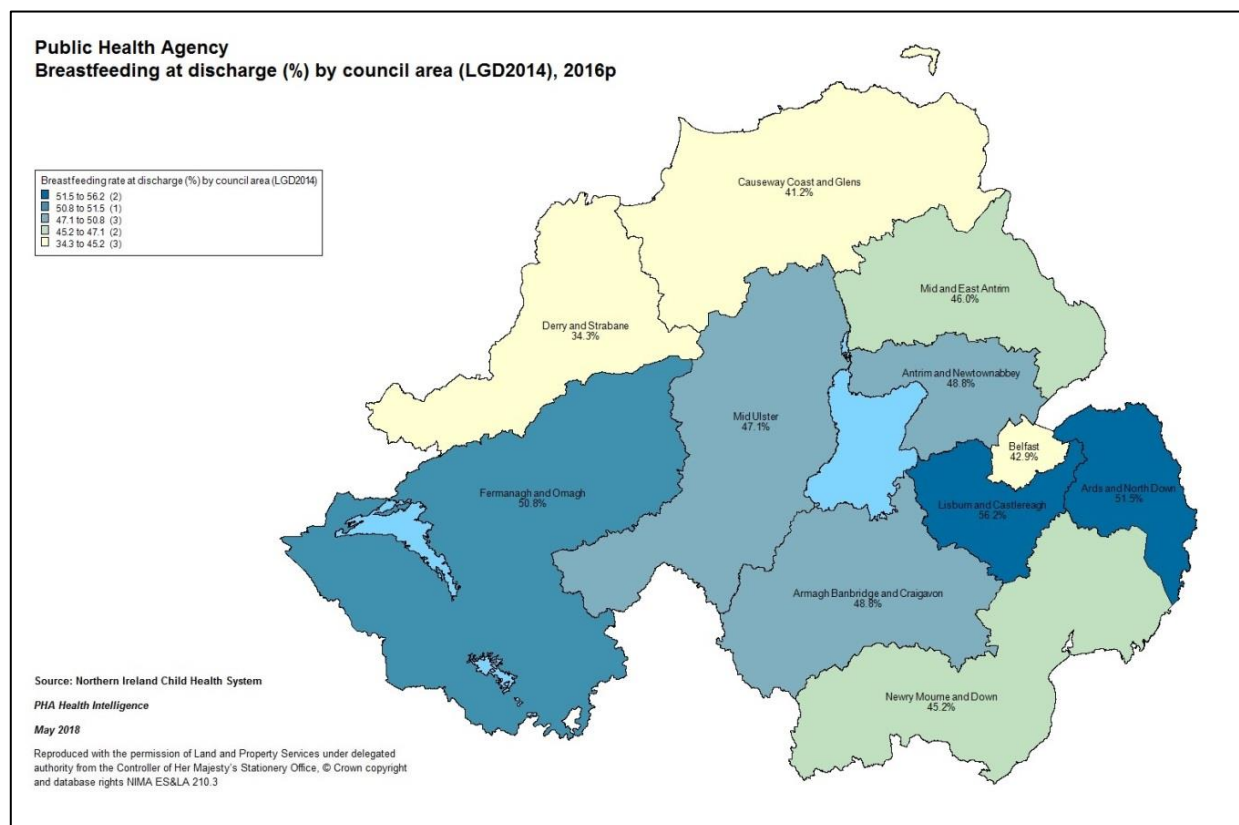 Public Health Agency
Breastfeeding at discharge (%) by council area (LGD2014), 2016p
Breastfeeding rate at discharge (%) by council area (LGD2014)
51.5 to 56.2 (2)
50.8 to 51.5 (1)
47.1 to 50.8 (3)
45.2 to 47.1 (2)
34.3 to 45.2 (3)
Causeway Coast and Glens
41.2%
Mid and East Antrim
46.0%
Derry and Strabane
34.3%
Antrim and Newtownabbey
48.8%
Mid Ulster
47.1%
Belfast
42.9%
Fermanagh and Omagh
50.8%
Lisburn and Castlereagh
56.2%
Ards and North Down
51.5%
Armagh Banbridge and Craigavon
48.8%
Newry Mourne and Down
45.2%
Source: Northern Ireland Child Health System
PHA Health Intelligence
May 2018
Reproduced with the permission of Land and Property Services under delegated
authority from the Controller of Her Majesty's Stationery Office, © Crown copyright
and database rights NIMA ES&LA 210.3